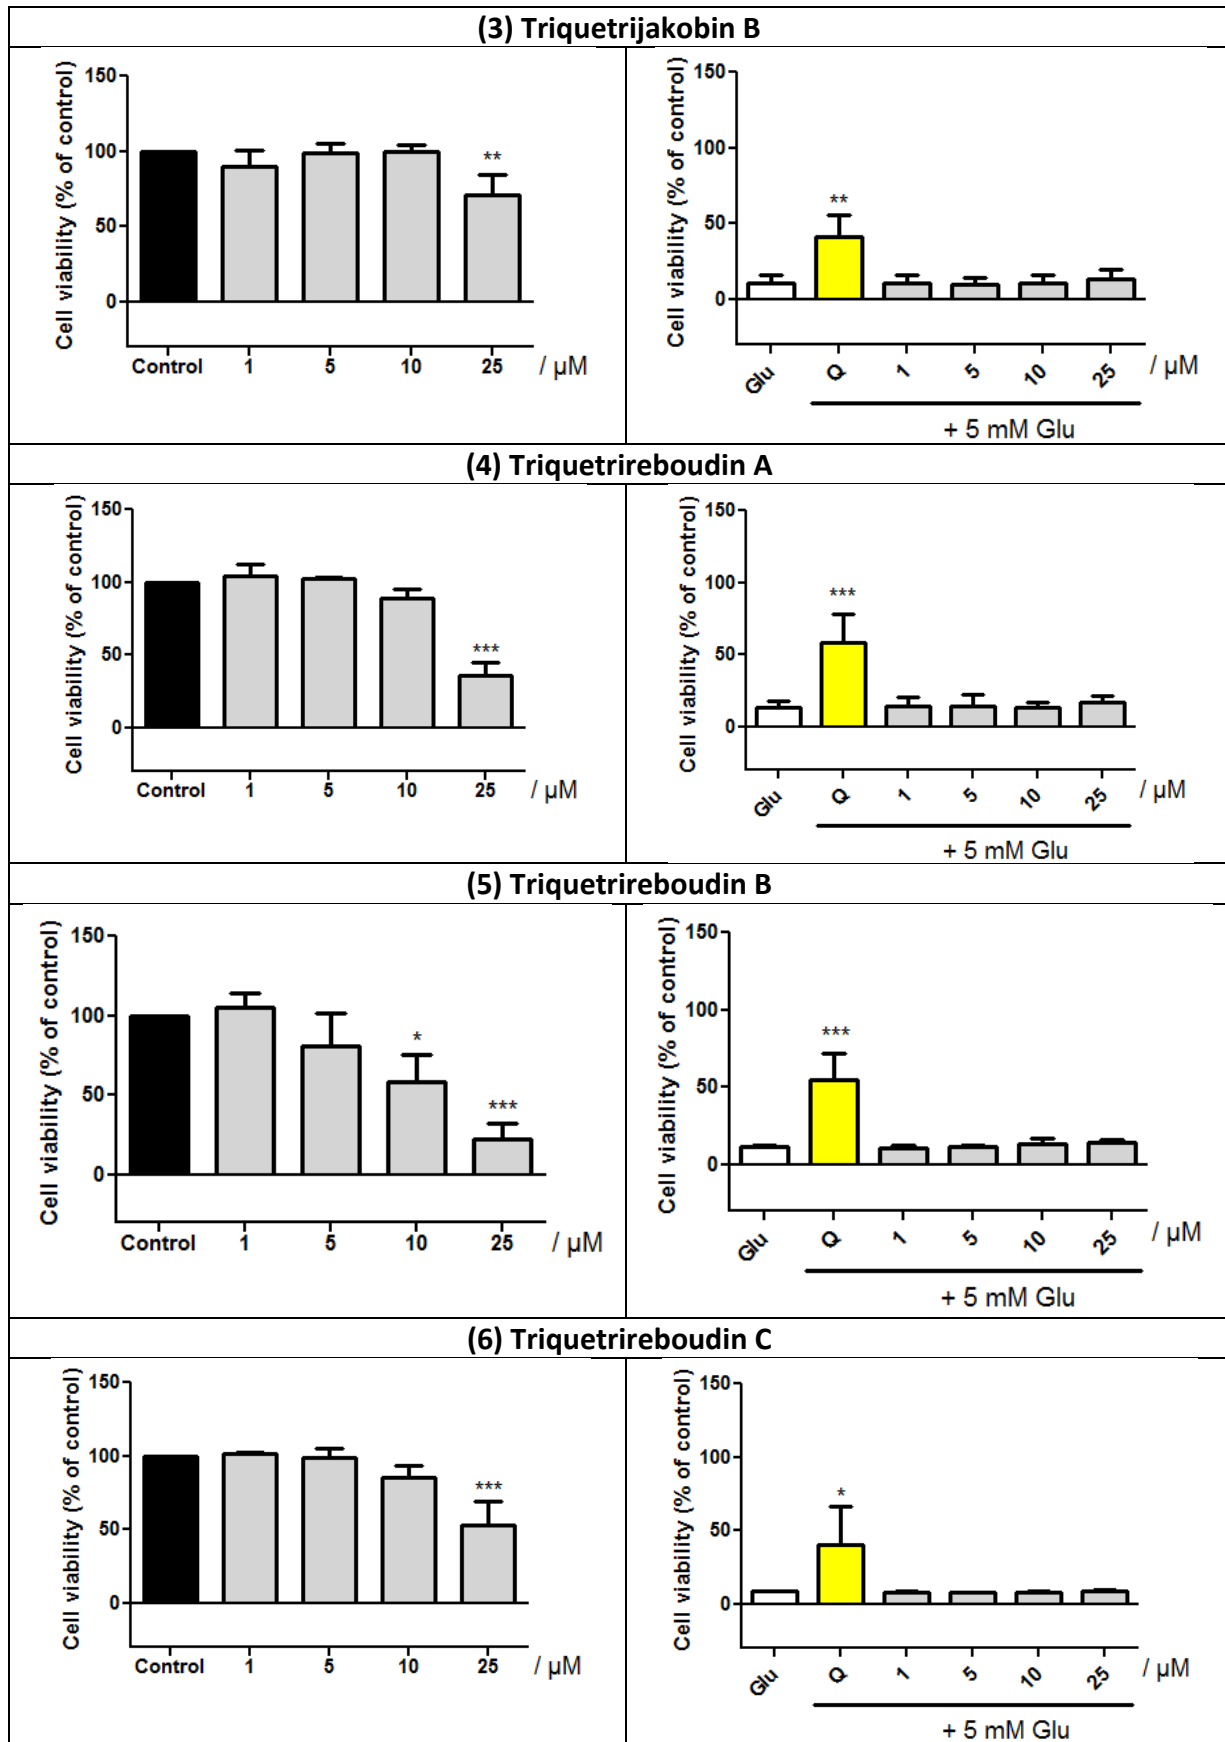 (3) Triquetrijakobin B
Cell viability (% of control)
150
100
50
0
**
Control 1 5 10 25 / µM
Cell viability (% of control)
150
100
50
0
**
Glu Q 1 5 10 25 / µM
+ 5 mM Glu
(4) Triquetrireboudin A
Cell viability (% of control)
150
100
50
0
***
Control 1 5 10 25 / µM
Cell viability (% of control)
150
100
50
0
***
Glu Q 1 5 10 25 / µM
+ 5 mM Glu
(5) Triquetrireboudin B
Cell viability (% of control)
150
100
50
0
*
***
Control 1 5 10 25 / µM
Cell viability (% of control)
150
100
50
0
***
Glu Q 1 5 10 25 / µM
+ 5 mM Glu
(6) Triquetrireboudin C
Cell viability (% of control)
150
100
50
0
***
Control 1 5 10 25 / µM
Cell viability (% of control)
150
100
50
0
*
Glu Q 1 5 10 25 / µM
+ 5 mM Glu